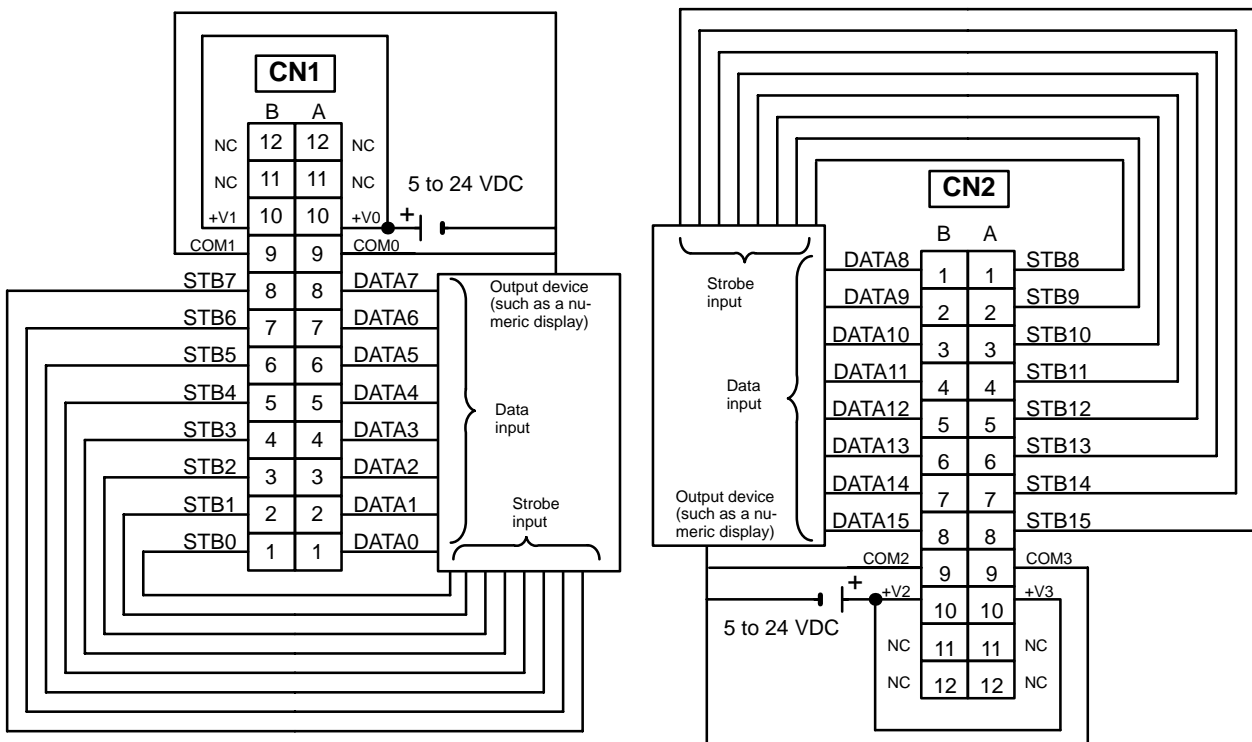 CN1
B A
NC 12 12 NC
NC 11 11 NC
5 to 24 VDC
+V1 10 10 +V0 +
COM1 9 9 COM0
STB7 8 8 DATA7
STB6 7 7 DATA6
STB5 6 6 DATA5
STB4 5 5 DATA4
STB3 4 4 DATA3
STB2 3 3 DATA2
STB1 2 2 DATA1
STB0 1 1 DATA0
Output device
(such as a nu-
meric display)
Data
input
Strobe
input
CN2
B A
DATA8 1 1 STB8
DATA9 2 2 STB9
DATA10 3 3 STB10
DATA11 4 4 STB11
DATA12 5 5 STB12
DATA13 6 6 STB13
DATA14 7 7 STB14
DATA15 8 8 STB15
COM2 9 9 COM3
+ +V2 10 10 +V3
5 to 24 VDC
NC 11 11 NC
NC 12 12 NC
Strobe
input
Data
input
Output device
(such as a nu-
meric display)